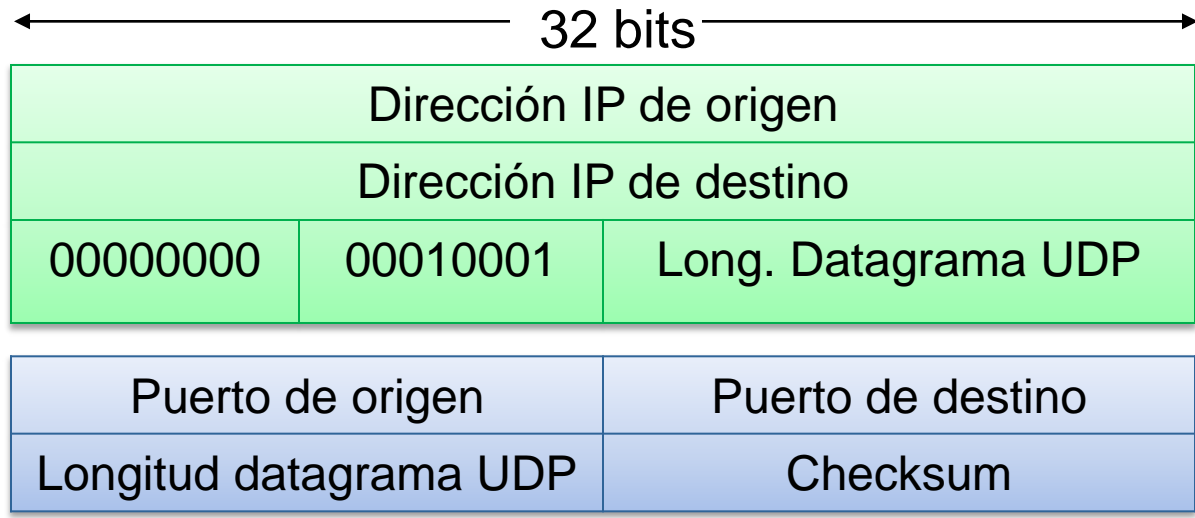 32 bits
Dirección IP de origen
Dirección IP de destino
00000000 00010001 Long. Datagrama UDP
Puerto de origen Puerto de destino
Longitud datagrama UDP Checksum